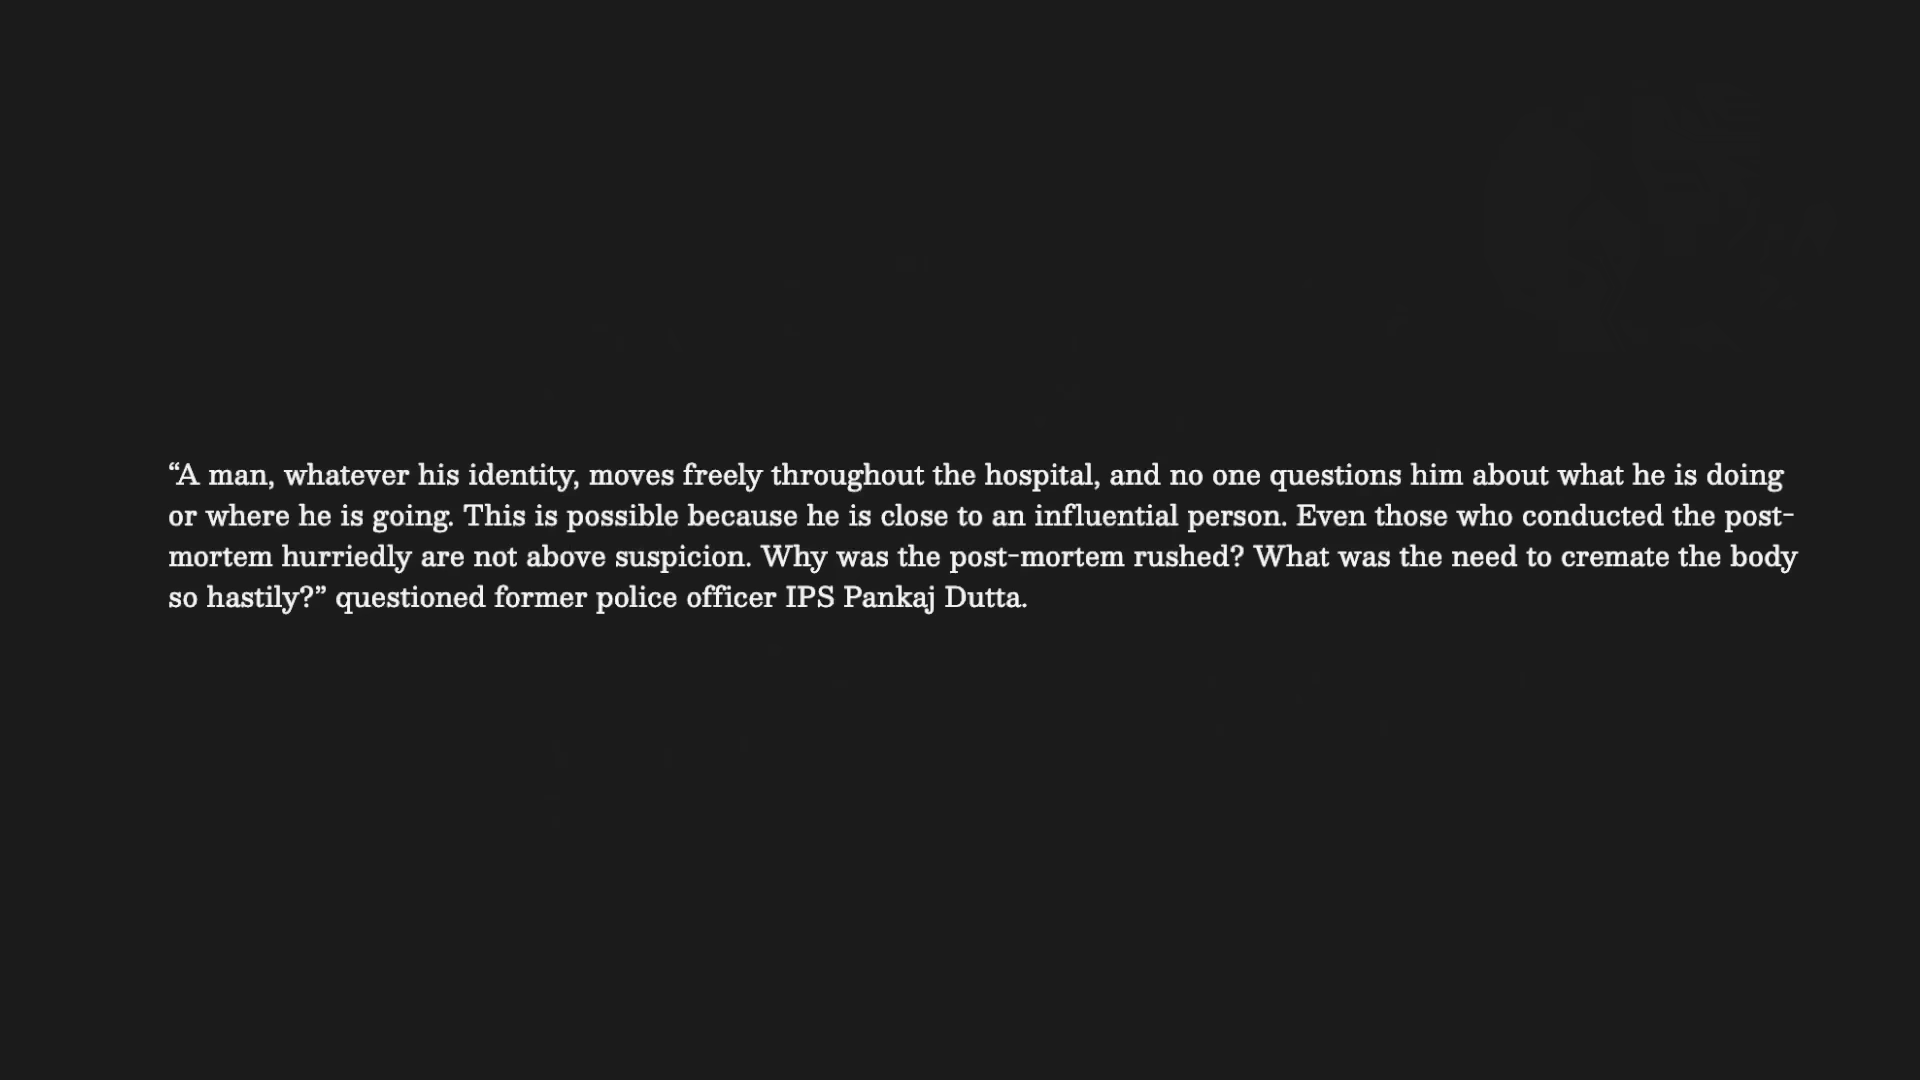 “A man, whatever his identity, moves freely throughout the hospital, and no one questions him about what he is doing
or where he is going. This is possible because he is close to an influential person. Even those who conducted the post-
mortem hurriedly are not above suspicion. Why was the post-mortem rushed? What was the need to cremate the body
so hastily?” questioned former police officer IPS Pankaj Dutta.